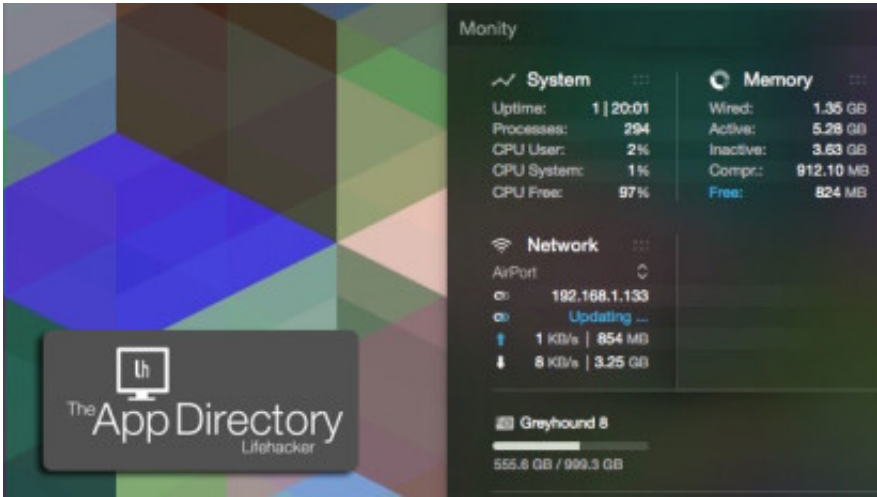 Monity
System
Uptime: 1 | 20:01
Processes: 294
CPU User: 2%
CPU System: 1%
CPU Free: 97%
Memory
Wired: 1.35 GB
Active: 5.28 GB
Inactive: 3.63 GB
Compr.: 912.10 MB
Free: 824 MB
Network
AirPort
192.168.1.133
Updating ...
1 KB/s | 854 MB
8 KB/s | 3.25 GB
Greyhound 8
555.6 GB / 999.3 GB
lh
The App Directory
Lifehacker